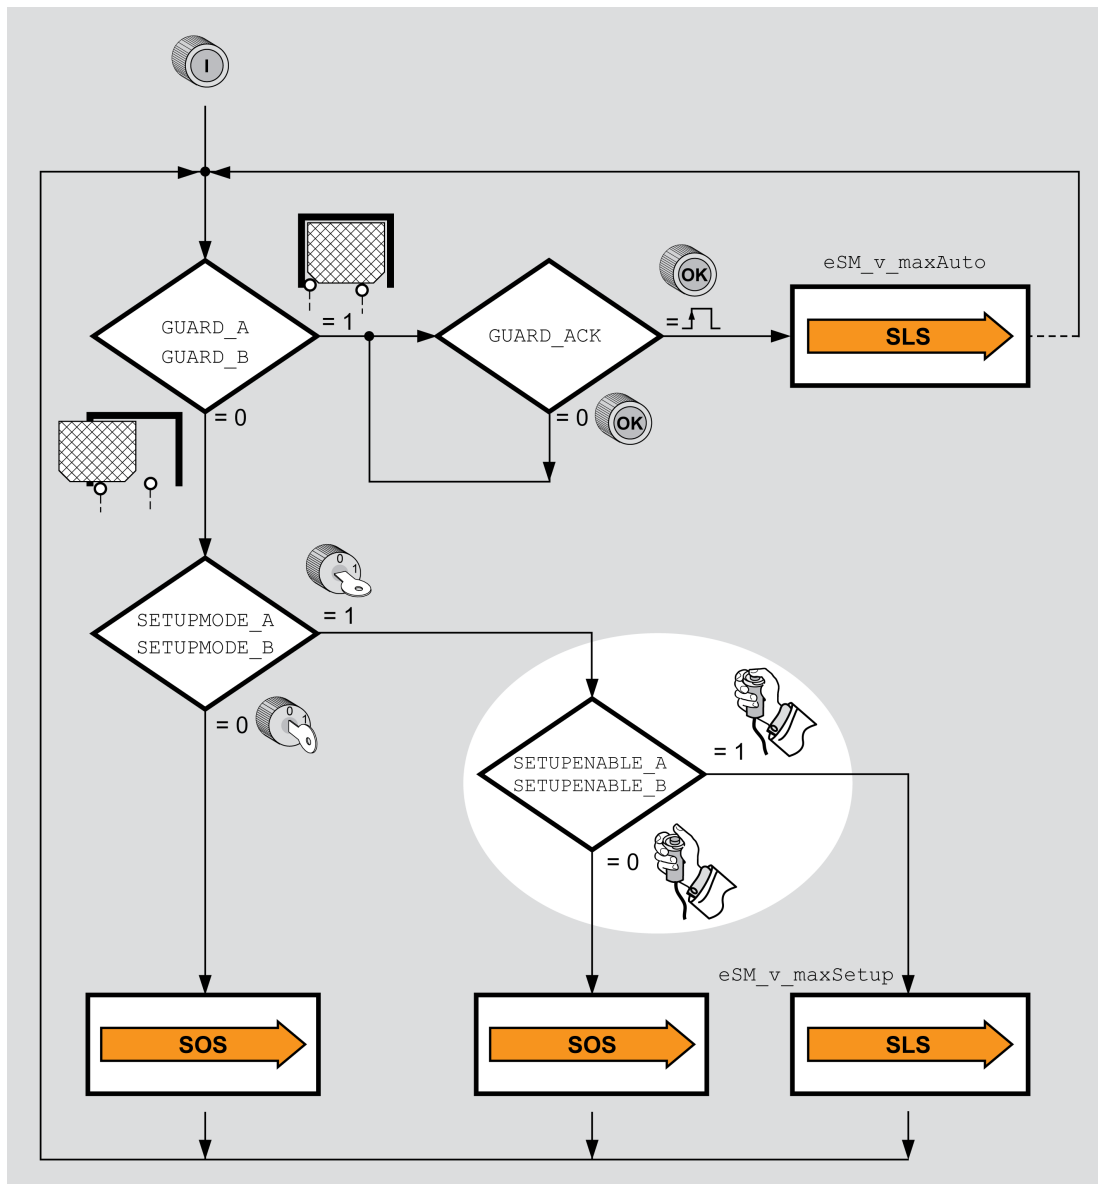 I
eSM_v_maxAuto
OK
= 1
GUARD_A
GUARD_B
GUARD_ACK
=
SLS
= 0
= 0
OK
0
1
SETUPMODE_A
SETUPMODE_B
= 1
= 0
0
1
SETUPENABLE_A
SETUPENABLE_B
= 1
= 0
eSM_v_maxSetup
SOS
SOS
SLS